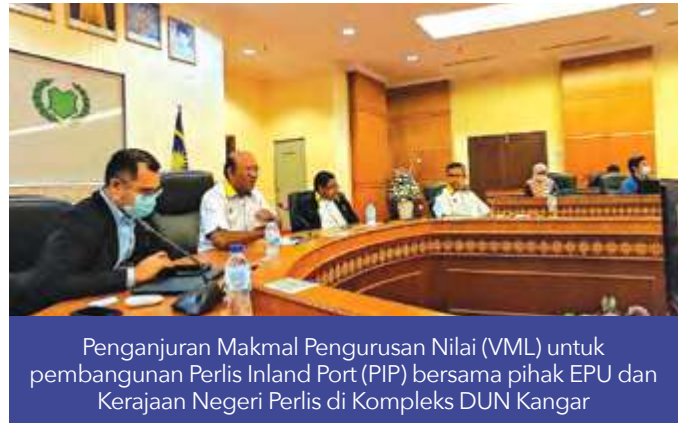 Penganjuran Makmal Pengurusan Nilai (VML) untuk
pembangunan Perlis Inland Port (PIP) bersama pihak EPU dan
Kerajaan Negeri Perlis di Kompleks DUN Kangar